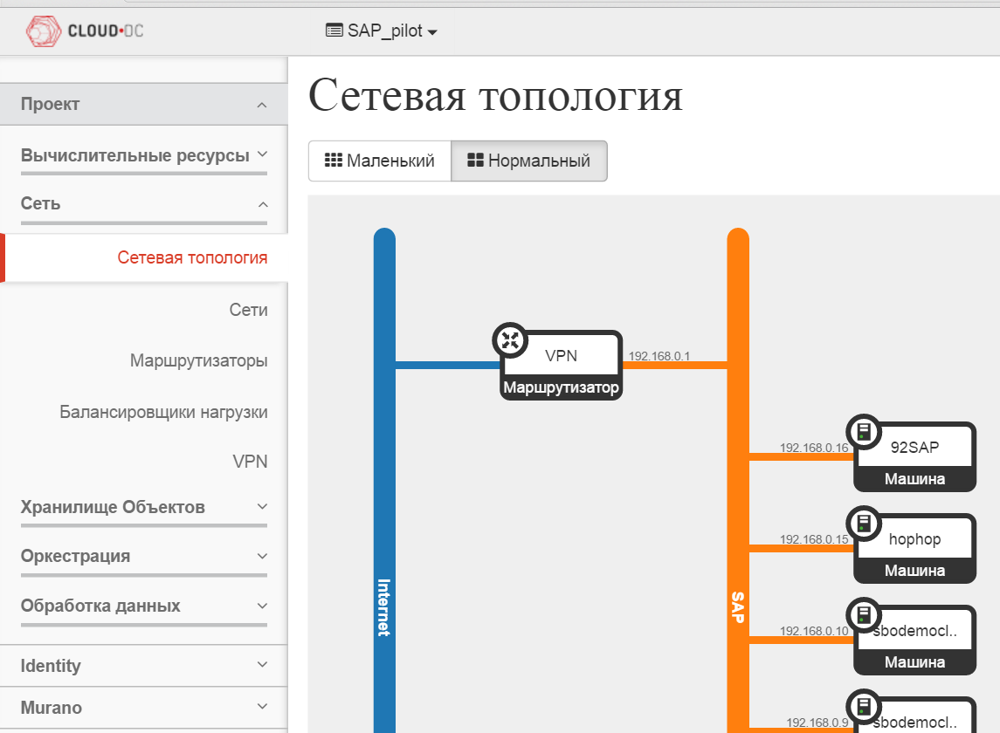 CLOUD•DC
SAP_pilot
Проект
Вычислительные ресурсы
Сеть
Сетевая топология
Сети
Маршрутизаторы
Балансировщики нагрузки
VPN
Хранилище Объектов
Оркестрация
Обработка данных
Identity
Murano
Сетевая топология
Маленький
Нормальный
Internet
VPN
Маршрутизатор
192.168.0.1
SAP
192.168.0.16
92SAP
Машина
192.168.0.15
hophop
Машина
192.168.0.10
sbodemocl..
Машина
192.168.0.9
sbodemocl..